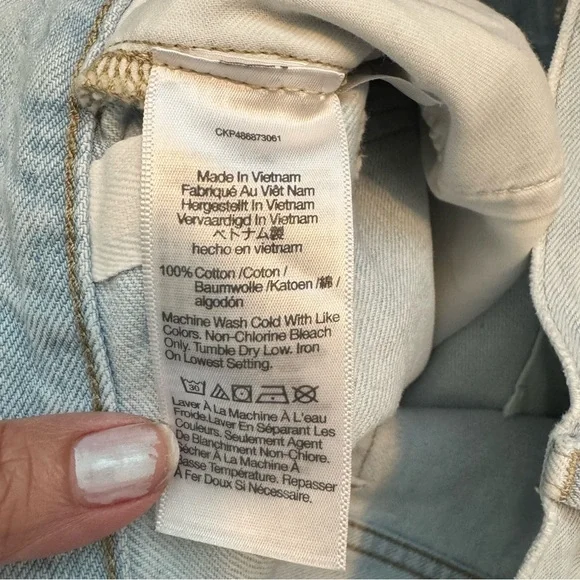 CKP486873061
Made In Vietnam
Fabriqué Au Viêt Nam
Hergestellt In Vietnam
Vervaardigd In Vietnam
ベトナム製
hecho en vietnam
100% Cotton /Coton /
Baumwolle /Katoen /綿 /
algodón
Machine Wash Cold With Like
Colors. Non-Chlorine Bleach
Only. Tumble Dry Low. Iron
On Lowest Setting.
30
Laver À La Machine À L'eau
Froide.Laver En Séparant Les
Couleurs. Seulement Agent
De Blanchiment Non-Chlore.
Sécher À La Machine À
Basse Température. Repasser
À Fer Doux Si Nécessaire.